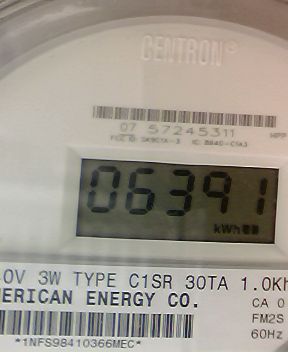 CENTRON®
07 57245311
06391
kWh
0V 3W TYPE C1SR 30TA 1.0Kh
ERICAN ENERGY CO.
CA 0
FM2S
60Hz
*1NFS98410366MEC*